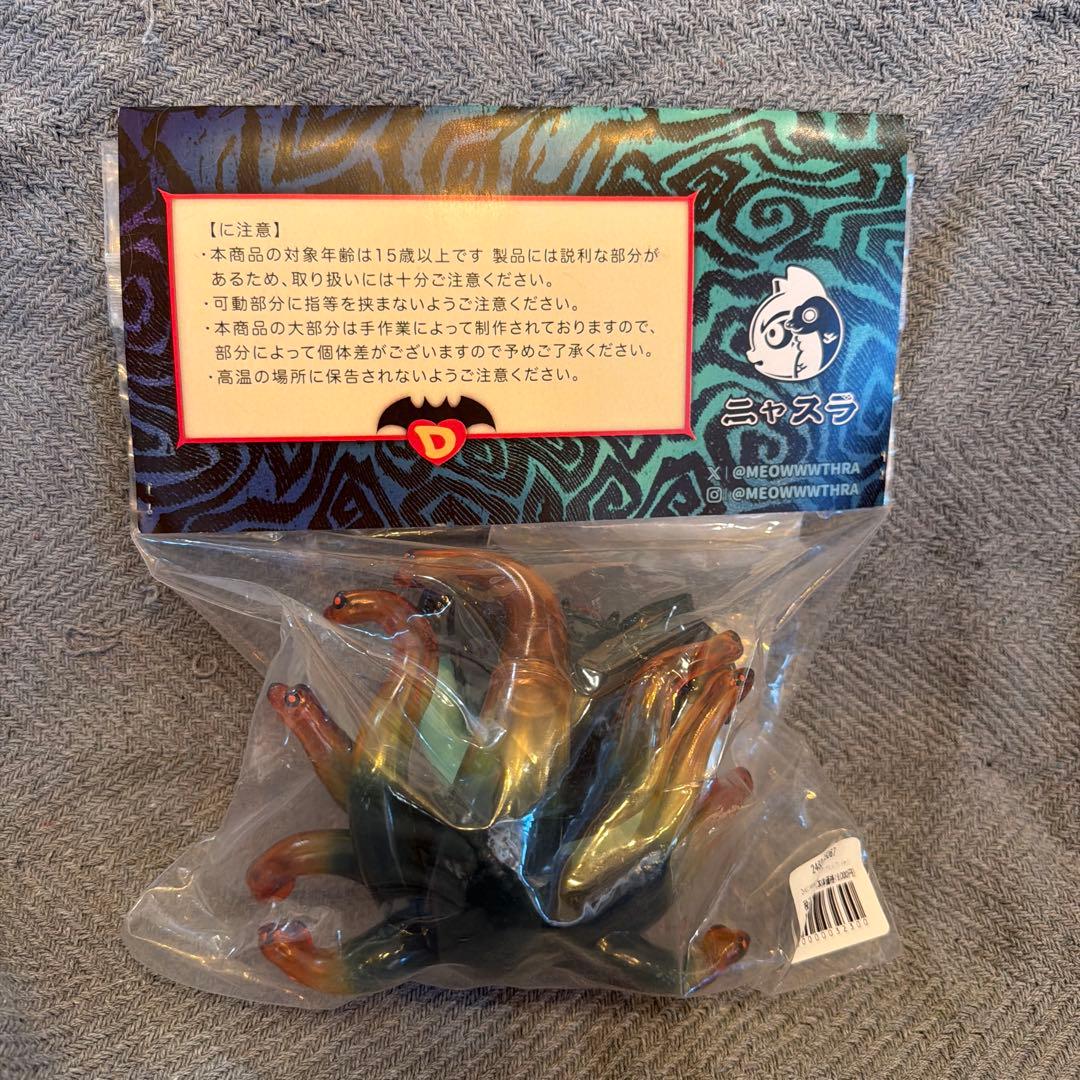 【に注意】
・本商品の対象年齢は15歳以上です 製品には説利な部分が
あるため、取り扱いには十分ご注意ください。
・可動部分に指等を挟まないようご注意ください。
・本商品の大部分は手作業によって制作されておりますので、
部分によって個体差がございますので予めご了承ください。
・高温の場所に保告されないようご注意ください。
D
ニャスラ
X | @MEOWWWTHRA
@MEOWWWTHRA